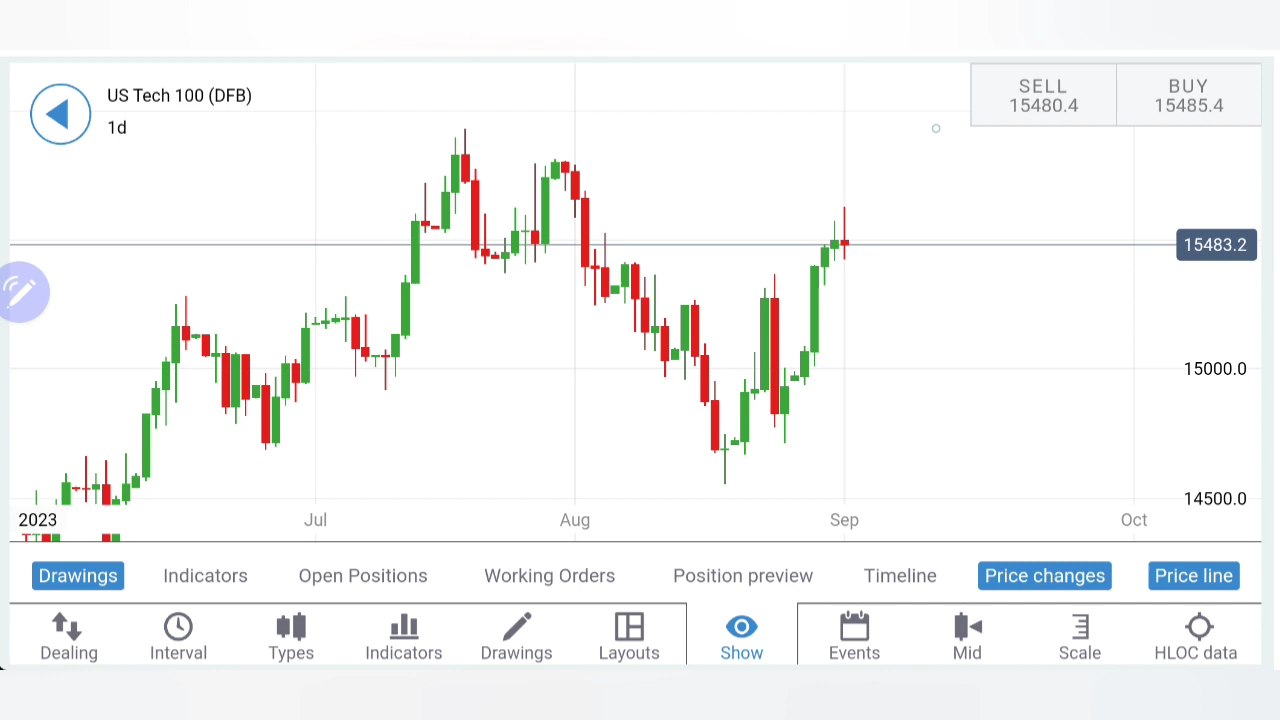 US Tech 100 (DFB)
1d
SELL
15480.4
BUY
15485.4
15483.2
15000.0
14500.0
2023 Jul Aug Sep Oct
Drawings Indicators Open Positions Working Orders Position preview Timeline Price changes Price line
Dealing Interval Types Indicators Drawings Layouts Show Events Mid Scale HLOC data